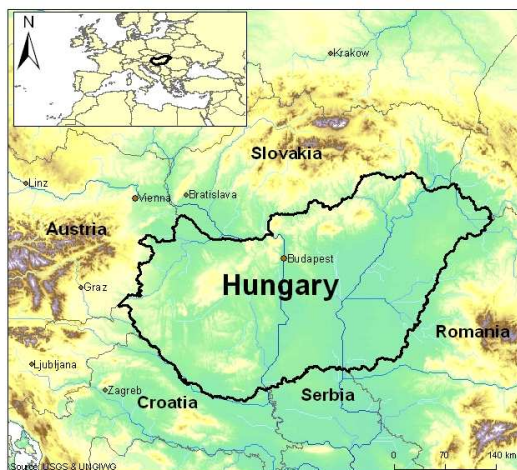 N
Krakow
Slovakia
Linz
Vienna
Bratislava
Austria
Budapest
Hungary
Graz
Romania
Ljubljana
Zagreb
Croatia
Serbia
Source: USGS & UNGIWG
0 70 140 km